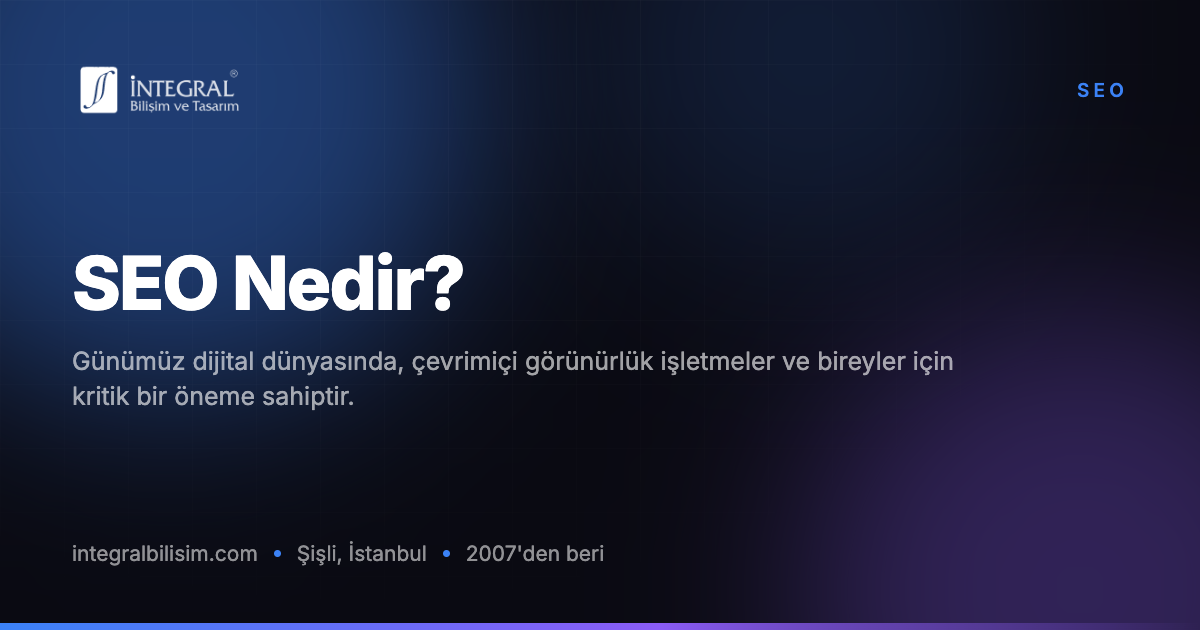 İNTEGRAL®
Bilişim ve Tasarım
SEO
SEO Nedir?
Günümüz dijital dünyasında, çevrimiçi görünürlük işletmeler ve bireyler için
kritik bir öneme sahiptir.
integralbilisim.com • Şişli, İstanbul • 2007'den beri